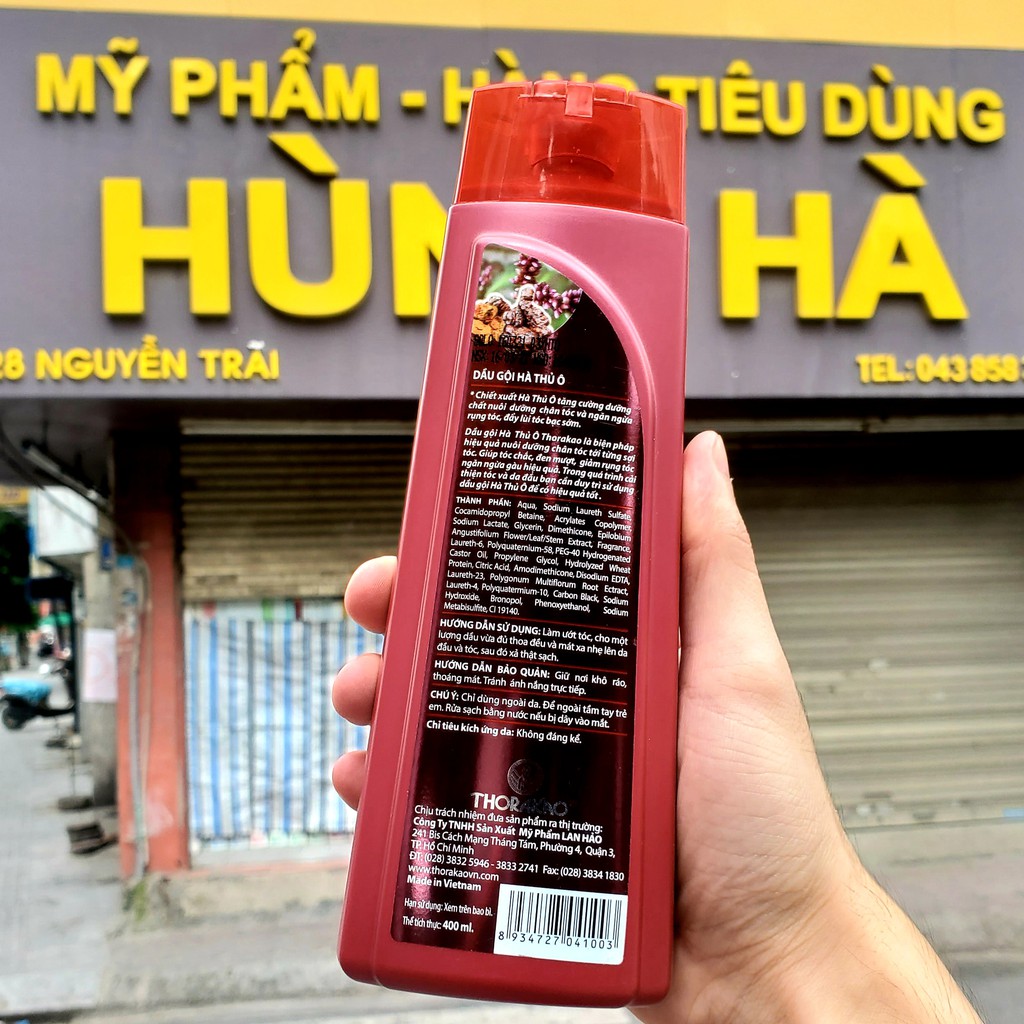 MỸ PHẨM - HÀNG TIÊU DÙNG
HÙN HÀ
28 NGUYỄN TRÃI
TEL: 043 858
DẦU GỘI HÀ THỦ Ô
* Chiết xuất Hà Thủ Ô tăng cường dưỡng
chất nuôi dưỡng chân tóc và ngăn ngừa
rụng tóc, đẩy lùi tóc bạc sớm.
Dầu gội Hà Thủ Ô Thorakao là biện pháp
hiệu quả nuôi dưỡng chân tóc tới từng sợi
tóc. Giúp tóc chắc, đen mượt, giảm rụng tóc
ngăn ngừa gàu hiệu quả. Trong quá trình cải
thiện tóc và da đầu bạn cần duy trì sử dụng
dầu gội Hà Thủ Ô để có hiệu quả tốt.
THÀNH PHẦN: Aqua, Sodium Laureth Sulfate,
Cocamidopropyl Betaine, Acrylates Copolymer,
Sodium Lactate, Glycerin, Dimethicone, Epilobium
Angustifolium Flower/Leaf/Stem Extract, Fragrance,
Laureth-6, Polyquaternium-58, PEG-40 Hydrogenated
Castor Oil, Propylene Glycol, Hydrolyzed Wheat
Protein, Citric Acid, Amodimethicone, Disodium EDTA,
Laureth-23, Polygonum Multiflorum Root Extract,
Laureth-4, Polyquatermium-10, Carbon Black, Sodium
Hydroxide, Bronopol, Phenoxyethanol, Sodium
Metabisulfite, CI 19140.
HƯỚNG DẪN SỬ DỤNG: Làm ướt tóc, cho một
lượng dầu vừa đủ thoa đều và mát xa nhẹ lên da
đầu và tóc, sau đó xả thật sạch.
HƯỚNG DẪN BẢO QUẢN: Giữ nơi khô ráo,
thoáng mát. Tránh ánh nắng trực tiếp.
CHÚ Ý: Chỉ dùng ngoài da. Để ngoài tầm tay trẻ
em. Rửa sạch bằng nước nếu bị dây vào mắt.
Chỉ tiêu kích ứng da: Không đáng kể.
THORAKAO
Chịu trách nhiệm đưa sản phẩm ra thị trường:
Công Ty TNHH Sản Xuất Mỹ Phẩm LAN HẢO
241 Bis Cách Mạng Tháng Tám, Phường 4, Quận 3,
TP. Hồ Chí Minh
ĐT: (028) 3832 5946 - 3833 2741 Fax: (028) 3834 1830
www.thorakaovn.com
Made in Vietnam
Hạn sử dụng: Xem trên bao bì.
Thể tích thực: 400 ml.
8 934727 041003